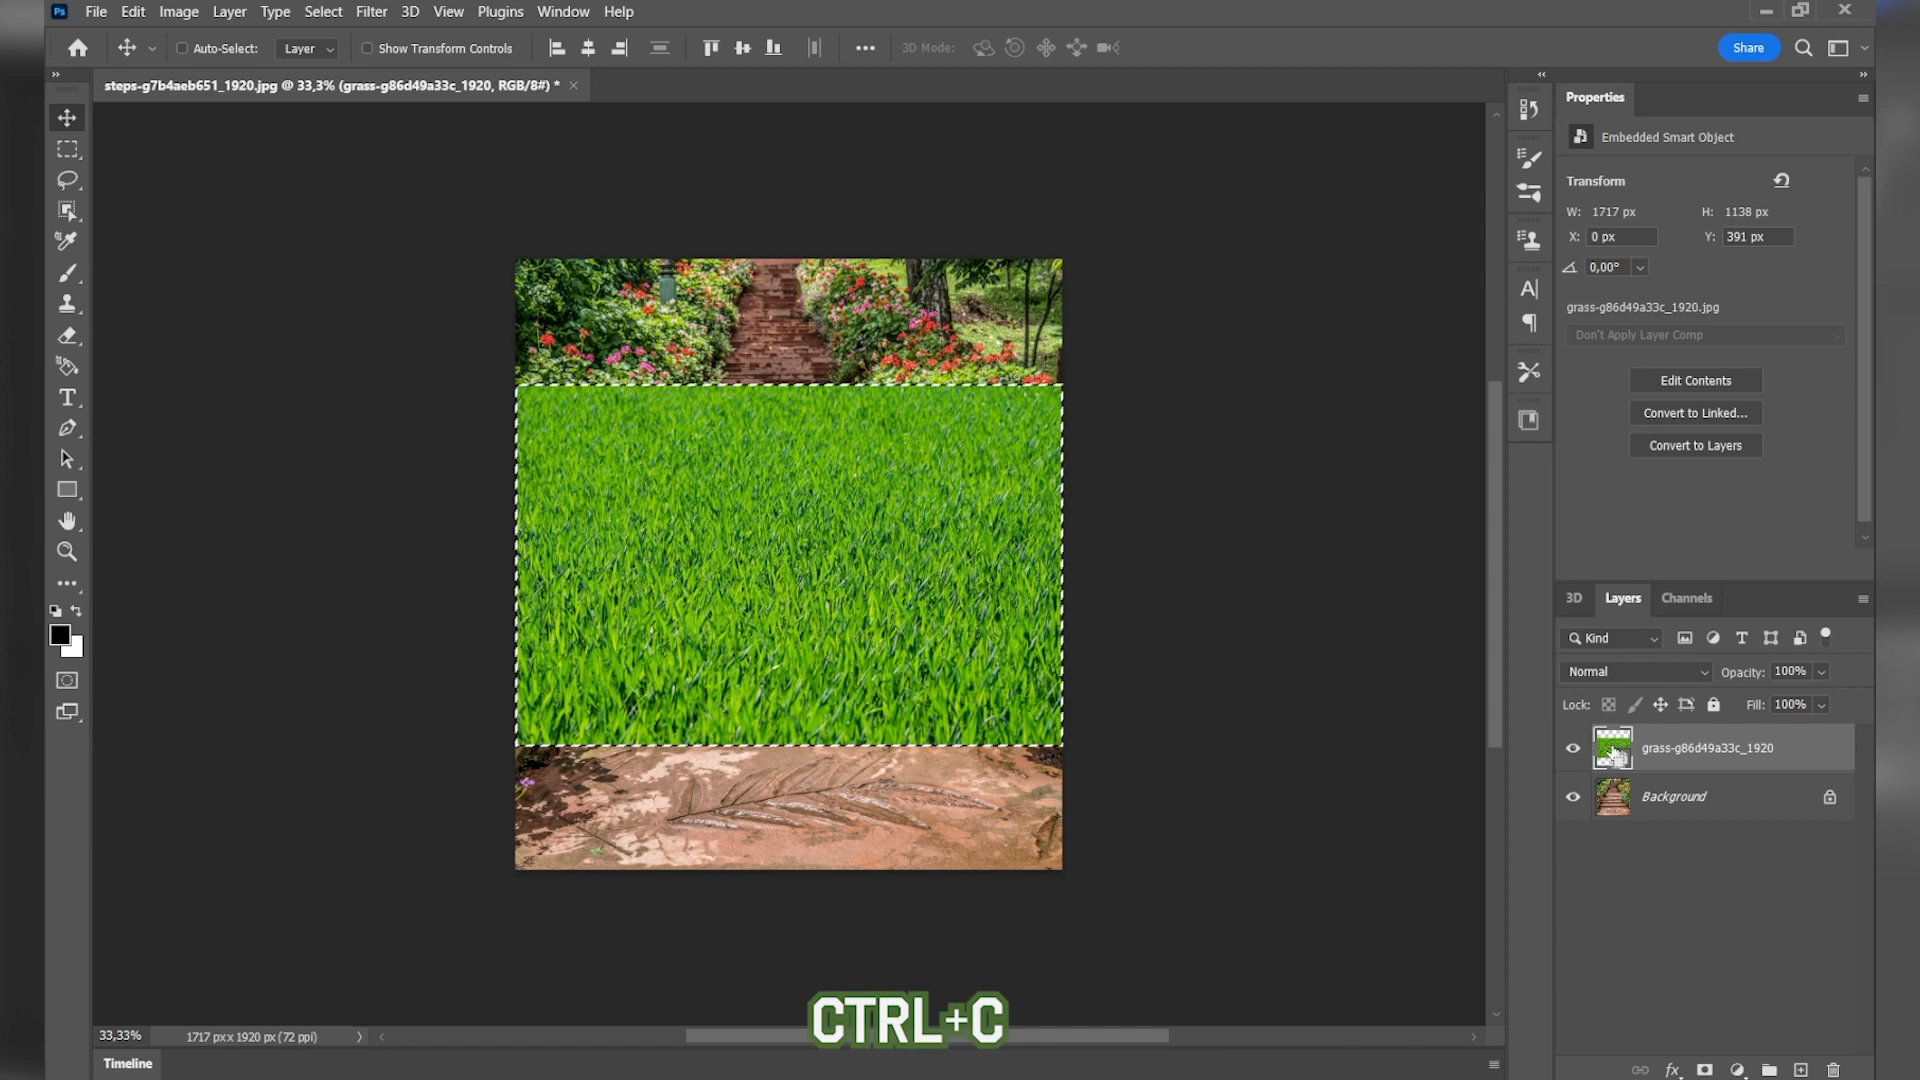 Ps File Edit Image Layer Type Select Filter 3D View Plugins Window Help
Auto-Select: Layer Show Transform Controls 3D Mode: Share
steps-g7b4aeb651_1920.jpg @ 33,3% (grass-g86d49a33c_1920, RGB/8#) *
Properties
Embedded Smart Object
Transform
W: 1717 px H: 1138 px
X: 0 px Y: 391 px
0,00°
grass-g86d49a33c_1920.jpg
Don't Apply Layer Comp
Edit Contents
Convert to Linked...
Convert to Layers
3D Layers Channels
Kind
Normal Opacity: 100%
Lock: Fill: 100%
grass-g86d49a33c_1920
Background
CTRL+C
33,33% 1717 px x 1920 px (72 ppi)
Timeline
fx